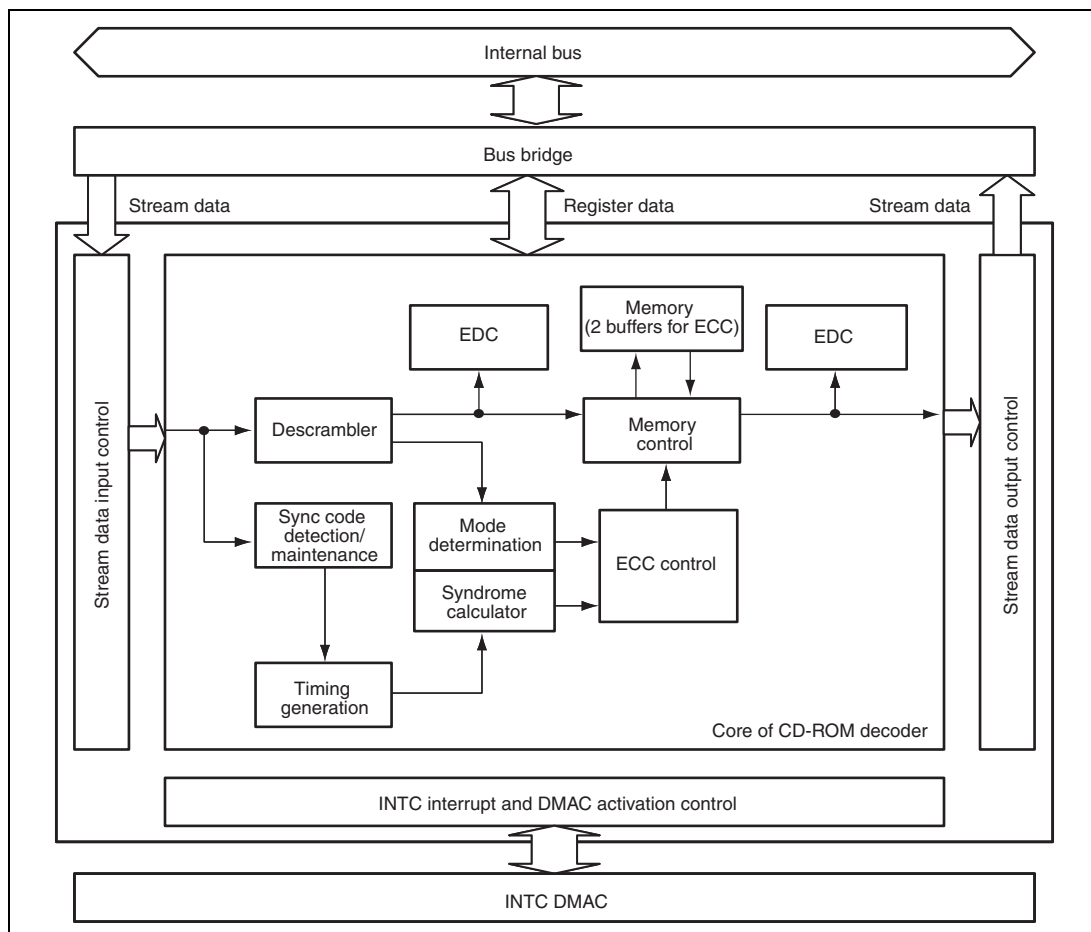 Internal bus
Bus bridge
Stream data
Register data
Stream data
Stream data input control
EDC
Memory
(2 buffers for ECC)
EDC
Descrambler
Memory
control
Sync code
detection/
maintenance
Mode
determination
ECC control
Syndrome
calculator
Timing
generation
Core of CD-ROM decoder
Stream data output control
INTC interrupt and DMAC activation control
INTC DMAC